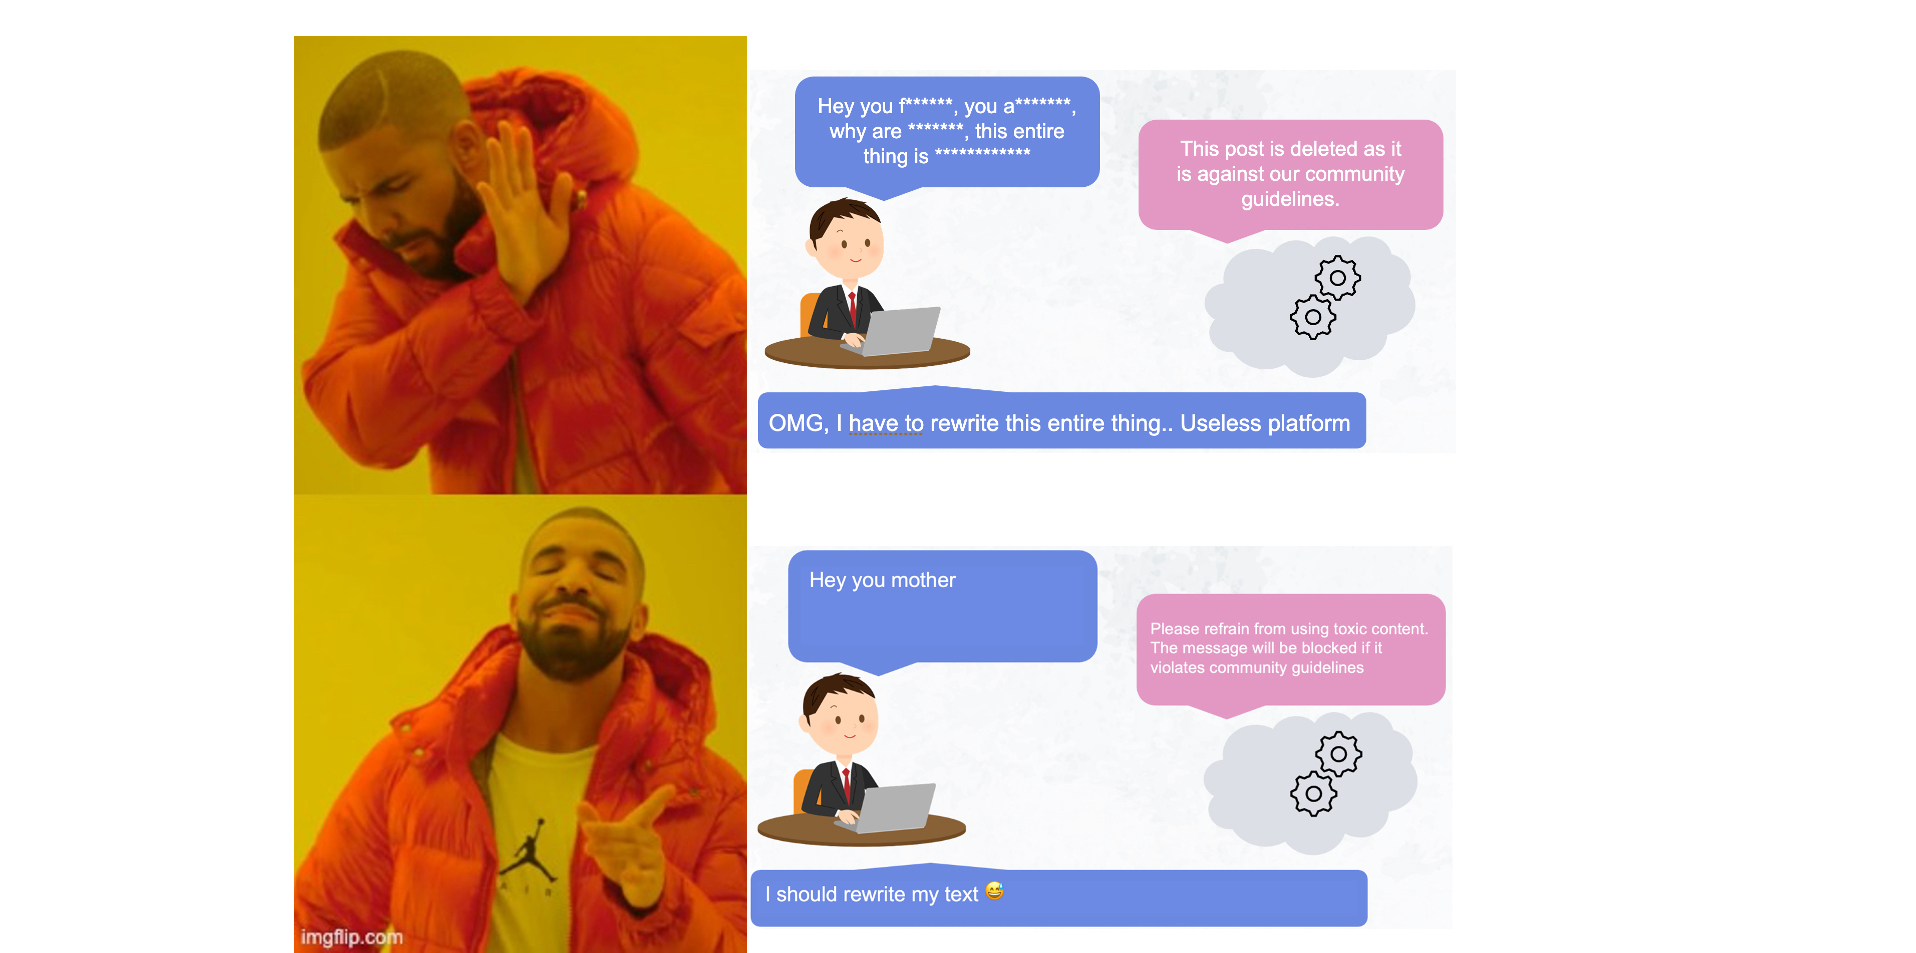 Hey you f******, you a*******,
why are *******, this entire
thing is ************
This post is deleted as it
is against our community
guidelines.
OMG, I have to rewrite this entire thing.. Useless platform
Hey you mother
Please refrain from using toxic content.
The message will be blocked if it
violates community guidelines
AIR
I should rewrite my text 😅
imgflip.com